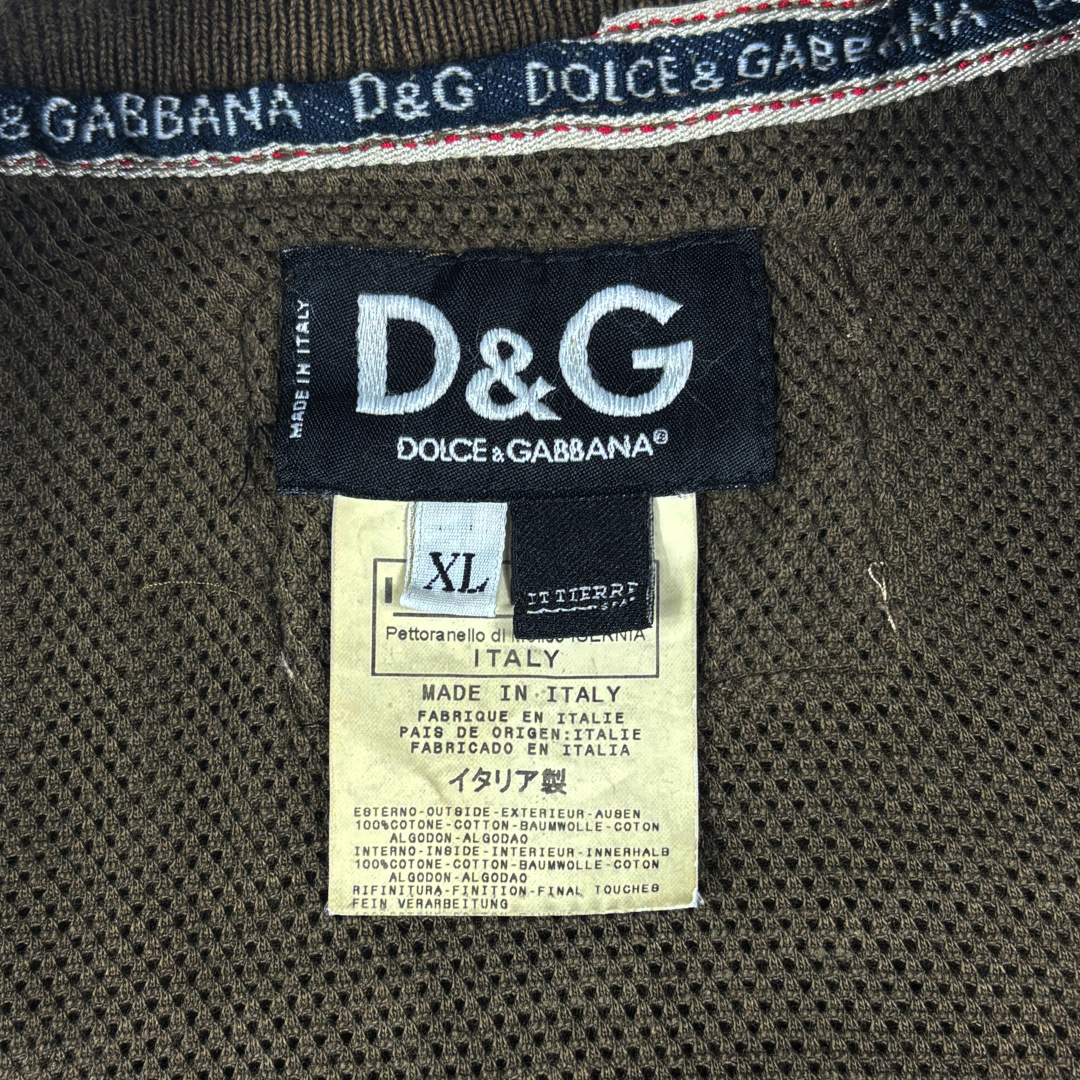 & GABBANA D&G DOLCE & GABBANA
MADE IN ITALY
D&G
DOLCE & GABBANA®
XL
ITTIERRE
SPA
Pettoranello di ISERNIA
ITALY
MADE IN ITALY
FABRIQUE EN ITALIE
PAIS DE ORIGEN:ITALIE
FABRICADO EN ITALIA
イタリア製
ESTERNO-OUTSIDE-EXTERIEUR-AUSEN
100%COTONE-COTTON-BAUMWOLLE-COTON
ALGODON-ALGODAO
INTERNO-INSIDE-INTERIEUR-INNERHALB
100%COTONE-COTTON-BAUMWOLLE-COTON
ALGODON-ALGODAO
RIFINITURA-FINITION-FINAL TOUCHES
FEIN VERARBEITUNG